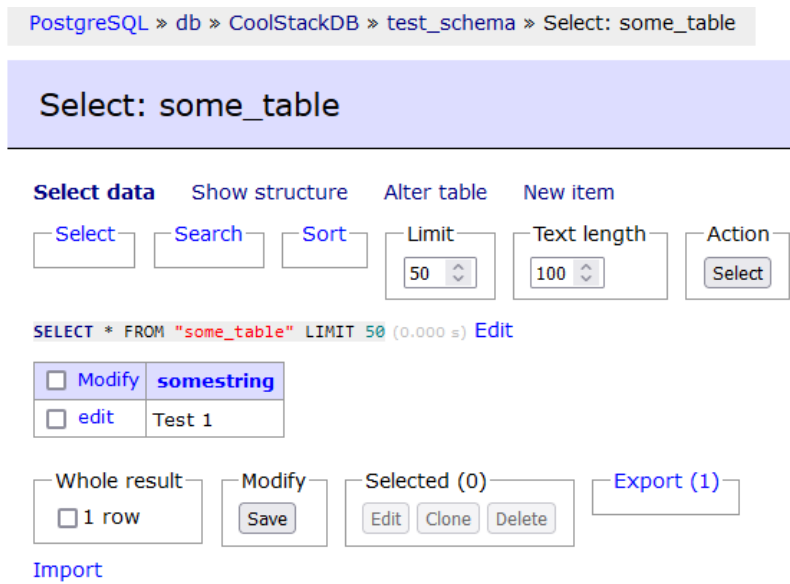 PostgreSQL » db » CoolStackDB » test_schema » Select: some_table
Select: some_table
Select data Show structure Alter table New item
Select Search Sort Limit Text length Action
50 100 Select
SELECT * FROM "some_table" LIMIT 50 (0.000 s) Edit
Modify somestring
edit Test 1
Whole result Modify Selected (0) Export (1)
1 row Save Edit Clone Delete
Import